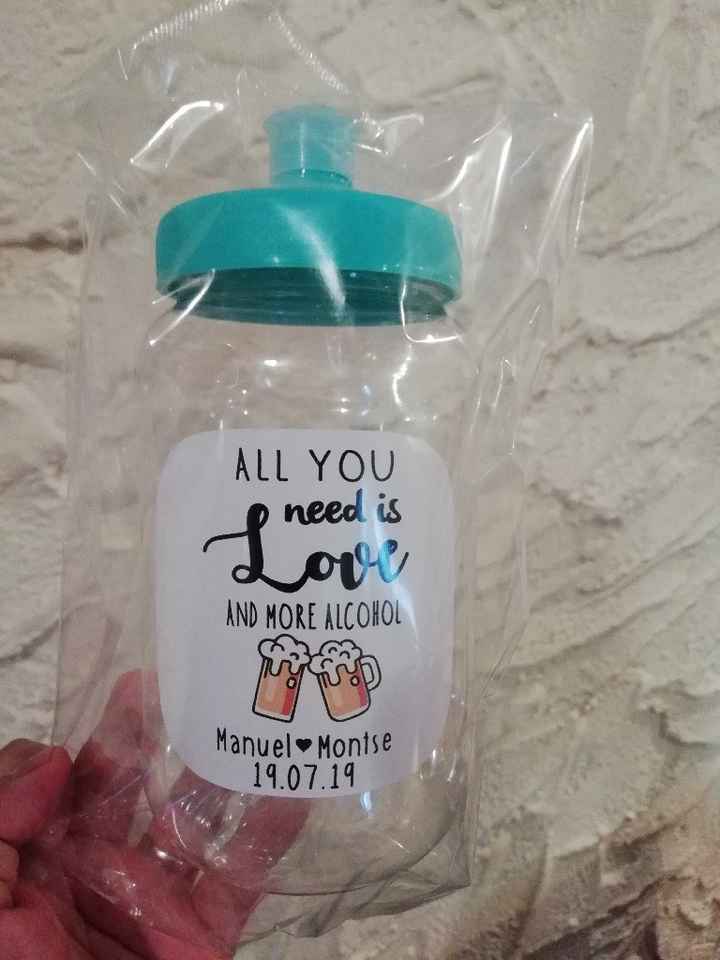 ALL YOU
need is
Love
AND MORE ALCOHOL
Manuel♥Montse
19.07.19